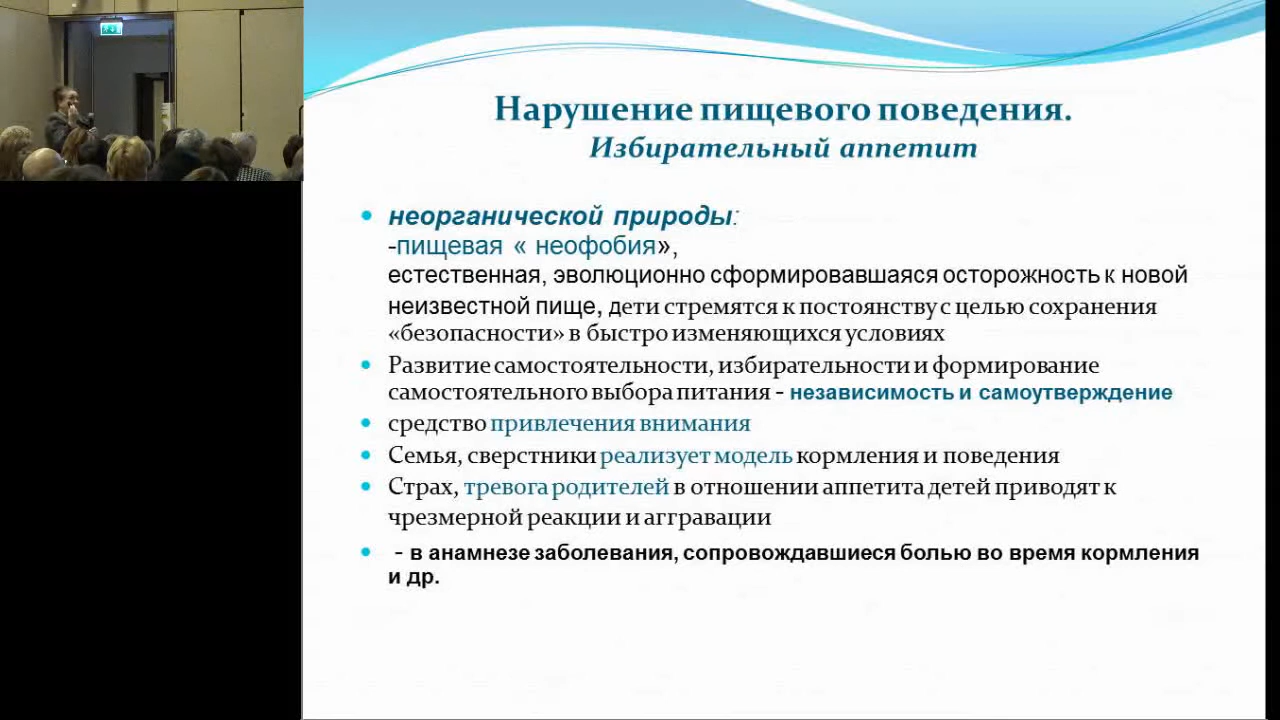 Нарушение пищевого поведения.
Избирательный аппетит
неорганической природы:
-пищевая « неофобия»,
естественная, эволюционно сформировавшаяся осторожность к новой
неизвестной пище, дети стремятся к постоянству с целью сохранения
«безопасности» в быстро изменяющихся условиях
Развитие самостоятельности, избирательности и формирование
самостоятельного выбора питания - независимость и самоутверждение
средство привлечения внимания
Семья, сверстники реализует модель кормления и поведения
Страх, тревога родителей в отношении аппетита детей приводят к
чрезмерной реакции и аггравации
- в анамнезе заболевания, сопровождавшиеся болью во время кормления
и др.